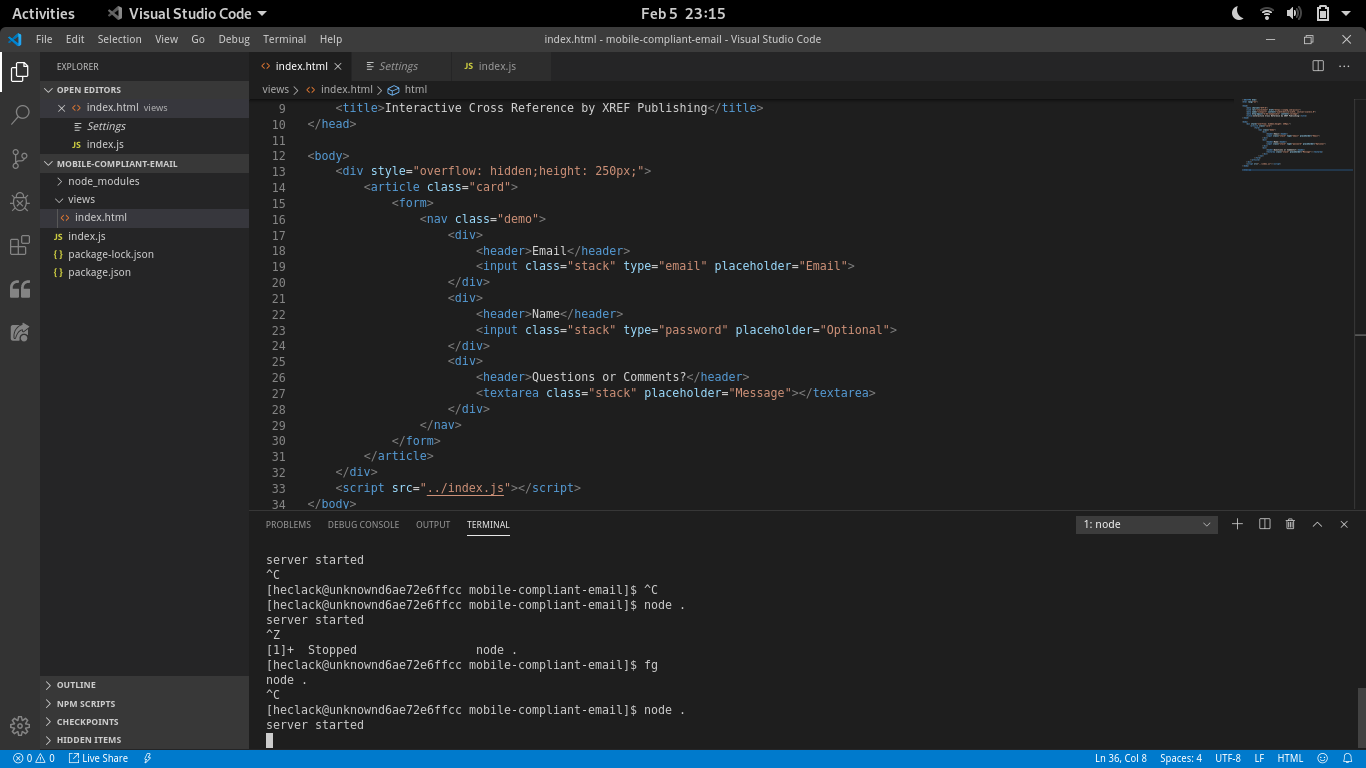 Activities
Visual Studio Code
Feb 5 23:15
File Edit Selection View Go Debug Terminal Help
index.html - mobile-compliant-email - Visual Studio Code
EXPLORER
OPEN EDITORS
index.html views
Settings
index.js
MOBILE-COMPLIANT-EMAIL
node_modules
views
index.html
JS index.js
{} package-lock.json
{} package.json
OUTLINE
NPM SCRIPTS
CHECKPOINTS
HIDDEN ITEMS
index.html
Settings
JS index.js
views > index.html > html
9 <title>Interactive Cross Reference by XREF Publishing</title>
10 </head>
11
12 <body>
13 <div style="overflow: hidden;height: 250px;">
14 <article class="card">
15 <form>
16 <nav class="demo">
17 <div>
18 <header>Email</header>
19 <input class="stack" type="email" placeholder="Email">
20 </div>
21 <div>
22 <header>Name</header>
23 <input class="stack" type="password" placeholder="Optional">
24 </div>
25 <div>
26 <header>Questions or Comments?</header>
27 <textarea class="stack" placeholder="Message"></textarea>
28 </div>
29 </nav>
30 </form>
31 </article>
32 </div>
33 <script src="../index.js"></script>
34 </body>
PROBLEMS DEBUG CONSOLE OUTPUT TERMINAL
1: node
server started
^C
[heclack@unknownd6ae72e6ffcc mobile-compliant-email]$ ^C
[heclack@unknownd6ae72e6ffcc mobile-compliant-email]$ node .
server started
^Z
[1]+ Stopped node .
[heclack@unknownd6ae72e6ffcc mobile-compliant-email]$ fg
node .
^C
[heclack@unknownd6ae72e6ffcc mobile-compliant-email]$ node .
server started
0 0 Live Share
Ln 36, Col 8 Spaces: 4 UTF-8 LF HTML